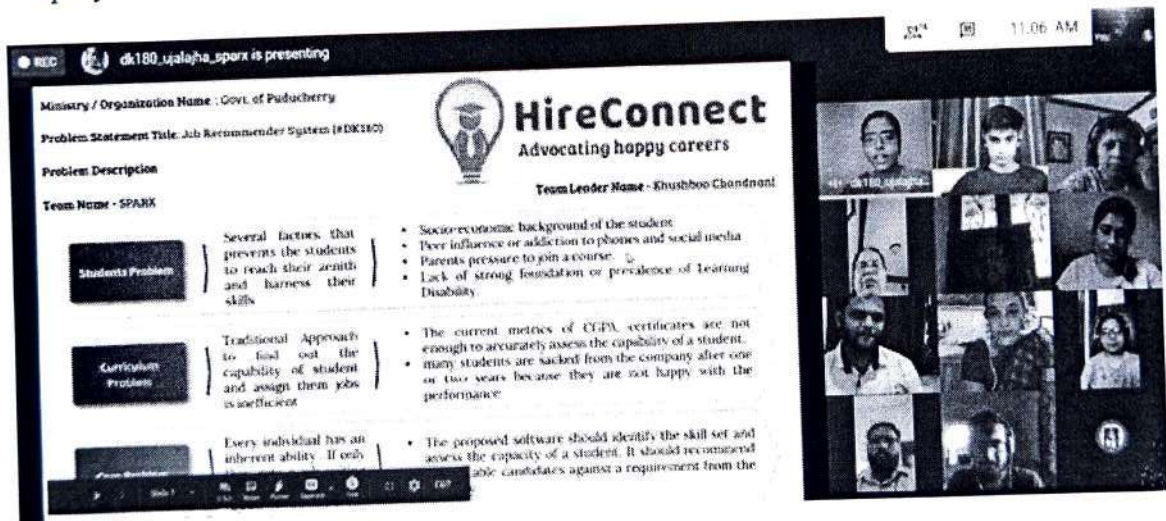 11.06 AM
REC
dk180_ujalajha_sparx is presenting
Ministry / Organization Name : Govt. of Puducherry
Problem Statement Title: Job Recommender System (#DK180)
Problem Description
Team Name - SPARX
HireConnect
Advocating happy careers
Team Leader Name - Khushboo Chandnani
Students Problem
Several factors that
prevents the students
to reach their zenith
and harness their
skills
• Socio-economic background of the student
• Peer influence or addiction to phones and social media
• Parents pressure to join a course.
• Lack of strong foundation or prevalence of Learning
Disability.
Curriculum
Problem
Traditional Approach
to find out the
capability of student
and assign them jobs
is inefficient
• The current metrics of CGPA, certificates are not
enough to accurately assess the capability of a student.
• many students are sacked from the company after one
or two years because they are not happy with the
performance
Problem
Every individual has an
inherent ability. If only
• The proposed software should identify the skill set and
assess the capacity of a student. It should recommend
able candidates against a requirement from the
Slide 1